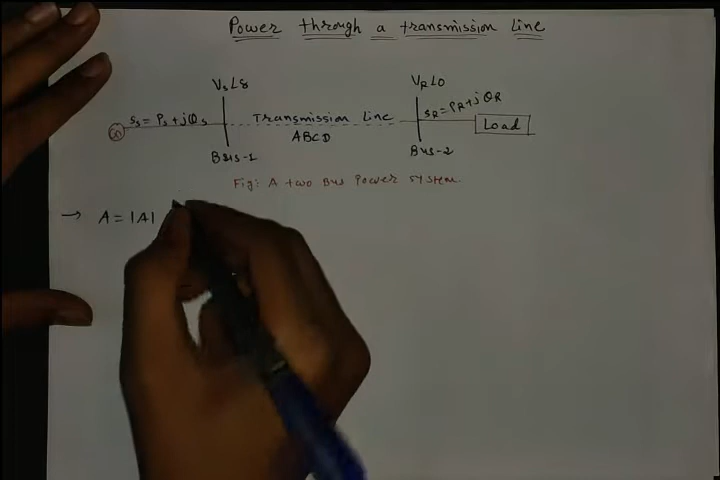 Power through a transmission Line
Vs∠δ VR∠0
Gn Ss = Ps + jQs Transmission Line SR = PR + jQR Load
ABCD
Bus-1 Bus-2
Fig: A two Bus Power system.
→ A = |A|